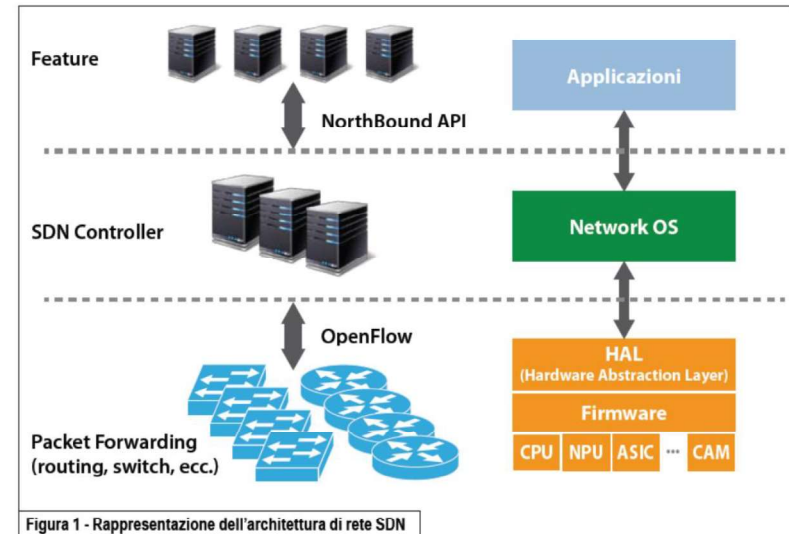 Feature
Applicazioni
NorthBound API
SDN Controller
Network OS
OpenFlow
HAL
(Hardware Abstraction Layer)
Firmware
Packet Forwarding
(routing, switch, ecc.)
CPU NPU ASIC ... CAM
Figura 1 - Rappresentazione dell'architettura di rete SDN